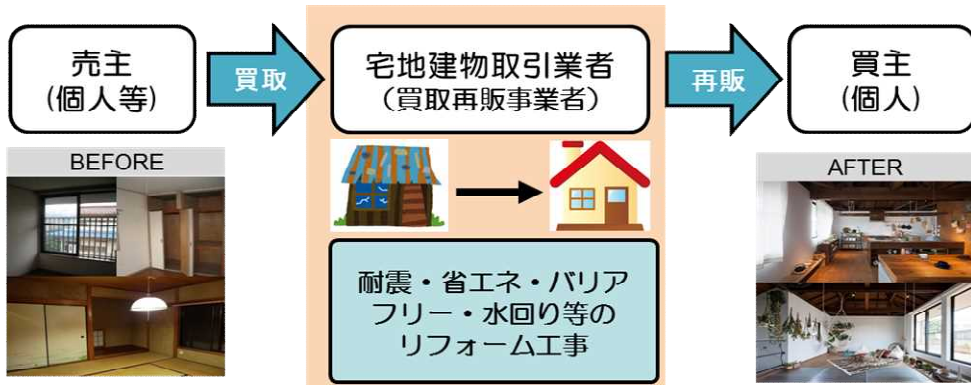 売主
(個人等)
買取
宅地建物取引業者
（買取再販事業者）
再販
買主
(個人)
BEFORE
AFTER
耐震・省エネ・バリア
フリー・水回り等の
リフォーム工事